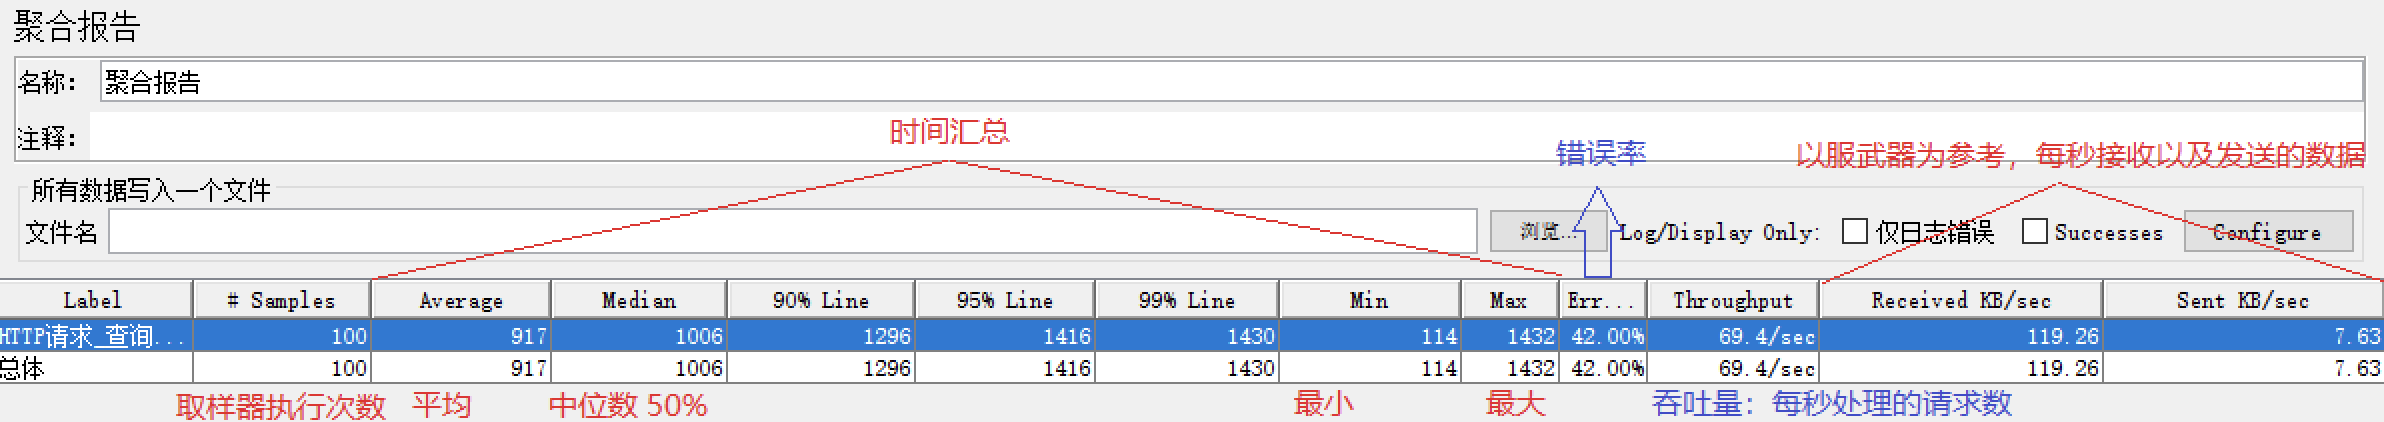 聚合报告
名称： 聚合报告
注释：
时间汇总
错误率
以服武器为参考，每秒接收以及发送的数据
所有数据写入一个文件
文件名 浏览... Log/Display Only: 仅日志错误 Successes Configure
Label # Samples Average Median 90% Line 95% Line 99% Line Min Max Err... Throughput Received KB/sec Sent KB/sec
HTTP请求_查询... 100 917 1006 1296 1416 1430 114 1432 42.00% 69.4/sec 119.26 7.63
总体 100 917 1006 1296 1416 1430 114 1432 42.00% 69.4/sec 119.26 7.63
取样器执行次数 平均 中位数 50% 最小 最大 吞吐量：每秒处理的请求数